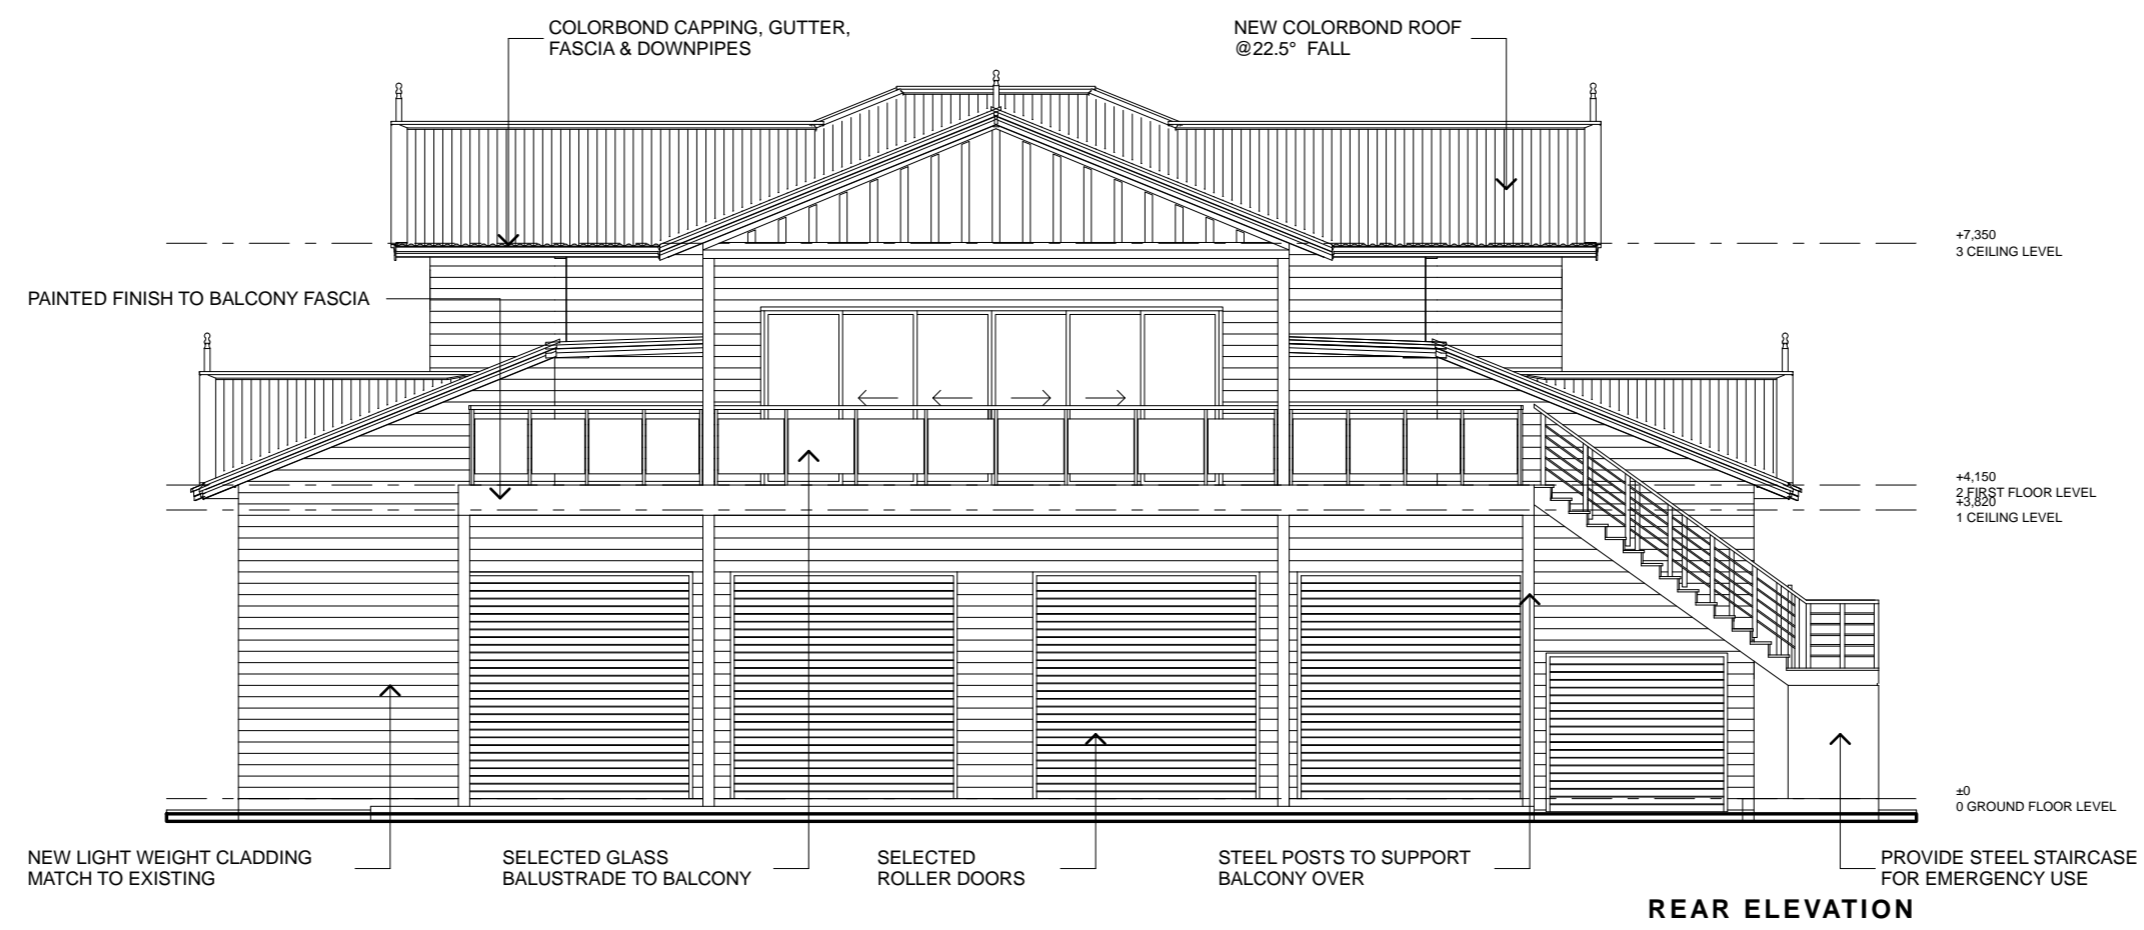 COLORBOND CAPPING, GUTTER,
FASCIA & DOWNPIPES
NEW COLORBOND ROOF
@22.5° FALL
+7,350
3 CEILING LEVEL
PAINTED FINISH TO BALCONY FASCIA
+4,150
2 FIRST FLOOR LEVEL
+3,820
1 CEILING LEVEL
±0
0 GROUND FLOOR LEVEL
NEW LIGHT WEIGHT CLADDING
MATCH TO EXISTING
SELECTED GLASS
BALUSTRADE TO BALCONY
SELECTED
ROLLER DOORS
STEEL POSTS TO SUPPORT
BALCONY OVER
PROVIDE STEEL STAIRCASE
FOR EMERGENCY USE
REAR ELEVATION